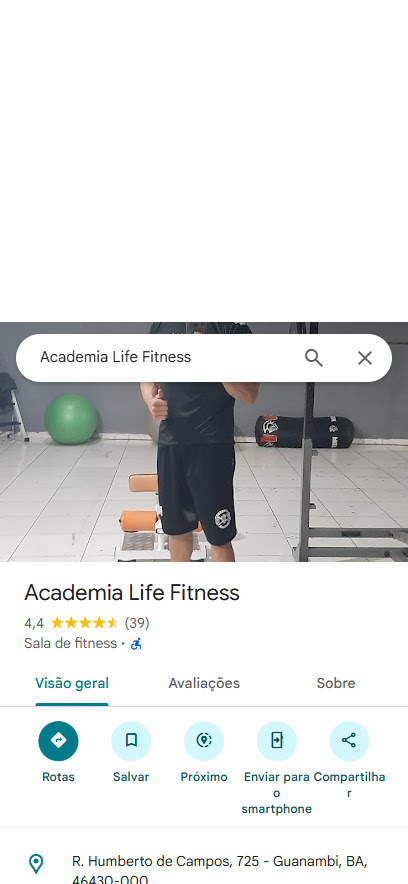 Academia Life Fitness
Academia Life Fitness
4,4 (39)
Sala de fitness ·
Visão geral Avaliações Sobre
Rotas Salvar Próximo Enviar para o smartphone Compartilhar
R. Humberto de Campos, 725 - Guanambi, BA,
46430-000